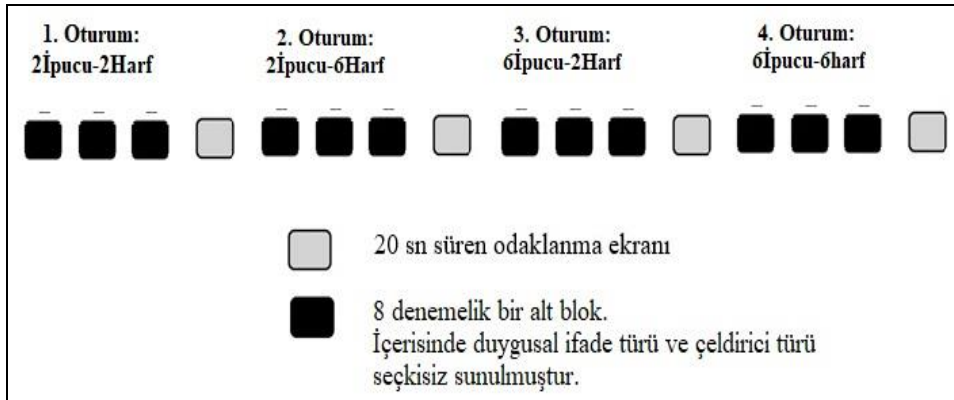 1. Oturum:
2İpucu-2Harf
2. Oturum:
2İpucu-6Harf
3. Oturum:
6İpucu-2Harf
4. Oturum:
6İpucu-6harf
20 sn süren odaklanma ekranı
8 denemelik bir alt blok.
İçerisinde duygusal ifade türü ve çeldirici türü
seçkisiz sunulmuştur.